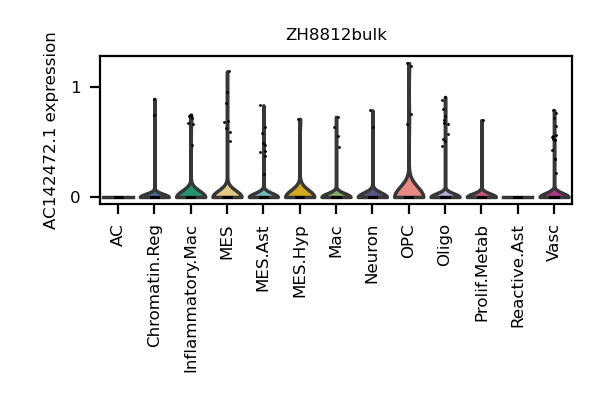 ZH8812bulk
AC142472.1 expression
1
0
AC
Chromatin.Reg
Inflammatory.Mac
MES
MES.Ast
MES.Hyp
Mac
Neuron
OPC
Oligo
Prolif.Metab
Reactive.Ast
Vasc